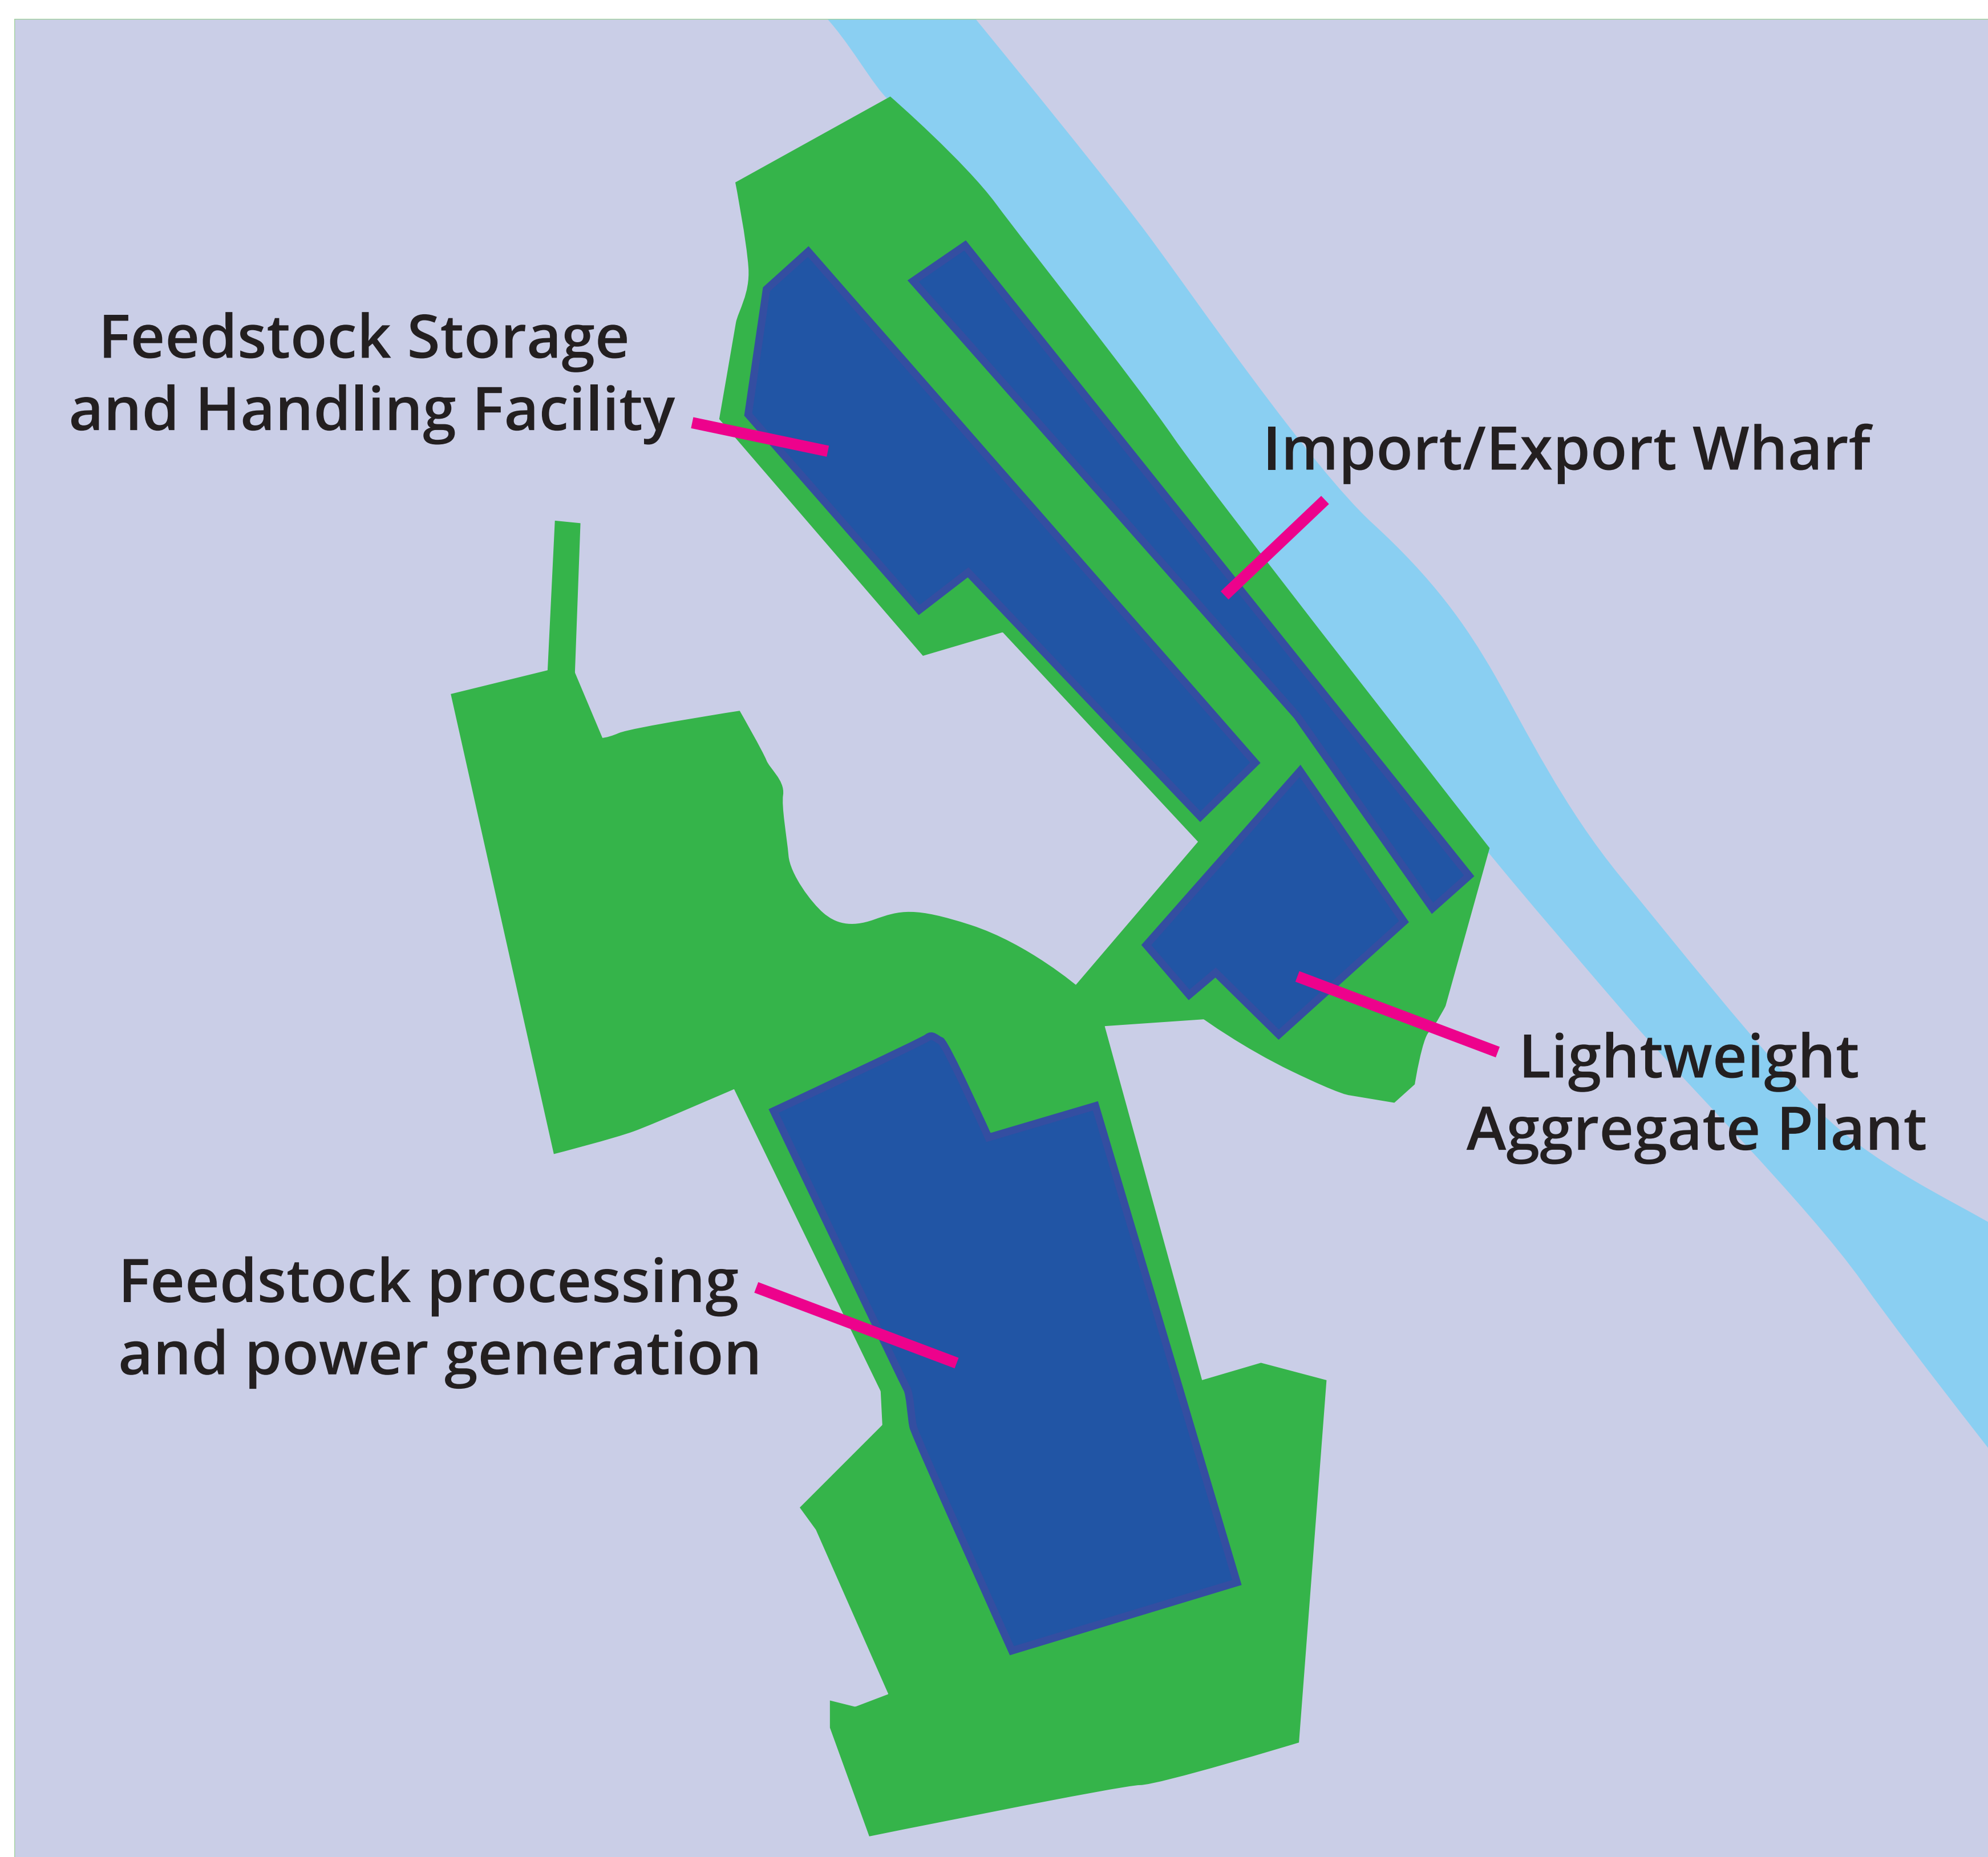 Feedstock Storage
and Handling Facility
Import/Export Wharf
Lightweight
Aggregate Plant
Feedstock processing
and power generation